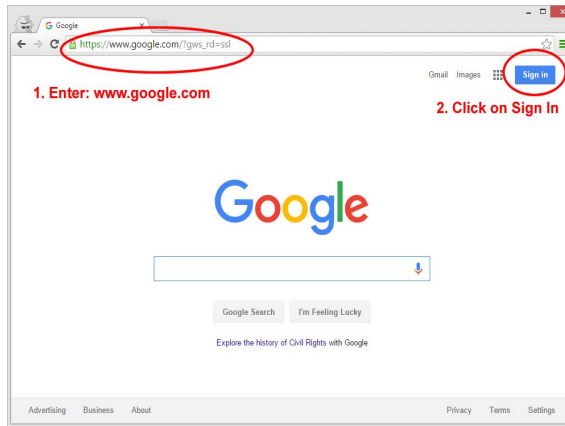 Google
https://www.google.com/?gws_rd=ssl
Gmail Images Sign in
1. Enter: www.google.com
2. Click on Sign In
Google
Google Search I'm Feeling Lucky
Explore the history of Civil Rights with Google
Advertising Business About Privacy Terms Settings